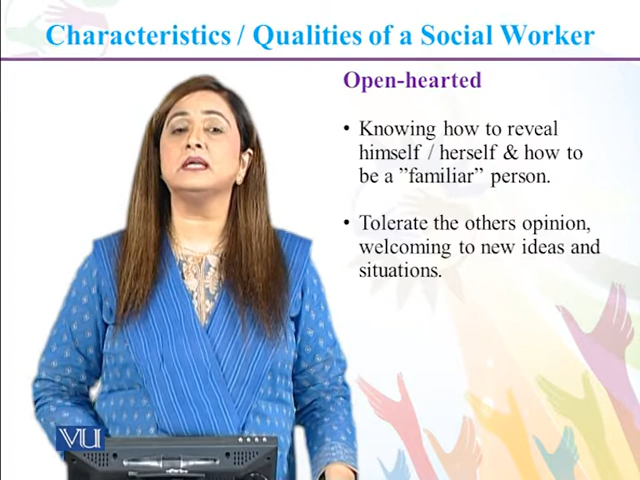 Characteristics / Qualities of a Social Worker
Open-hearted
• Knowing how to reveal
himself / herself & how to
be a ”familiar” person.
• Tolerate the others opinion,
welcoming to new ideas and
situations.
VU